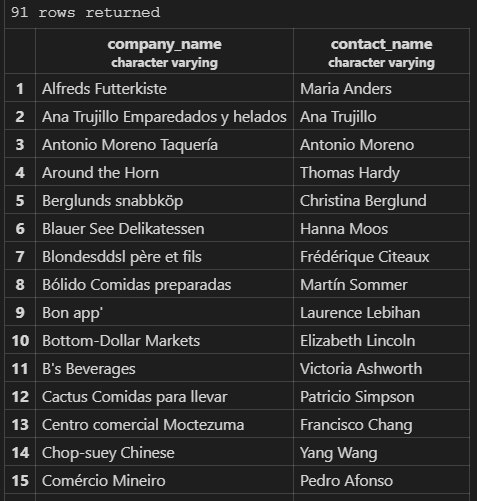 91 rows returned
company_name contact_name
character varying character varying
1 Alfreds Futterkiste Maria Anders
2 Ana Trujillo Emparedados y helados Ana Trujillo
3 Antonio Moreno Taquería Antonio Moreno
4 Around the Horn Thomas Hardy
5 Berglunds snabbköp Christina Berglund
6 Blauer See Delikatessen Hanna Moos
7 Blondesddsl père et fils Frédérique Citeaux
8 Bólido Comidas preparadas Martín Sommer
9 Bon app' Laurence Lebihan
10 Bottom-Dollar Markets Elizabeth Lincoln
11 B's Beverages Victoria Ashworth
12 Cactus Comidas para llevar Patricio Simpson
13 Centro comercial Moctezuma Francisco Chang
14 Chop-suey Chinese Yang Wang
15 Comércio Mineiro Pedro Afonso